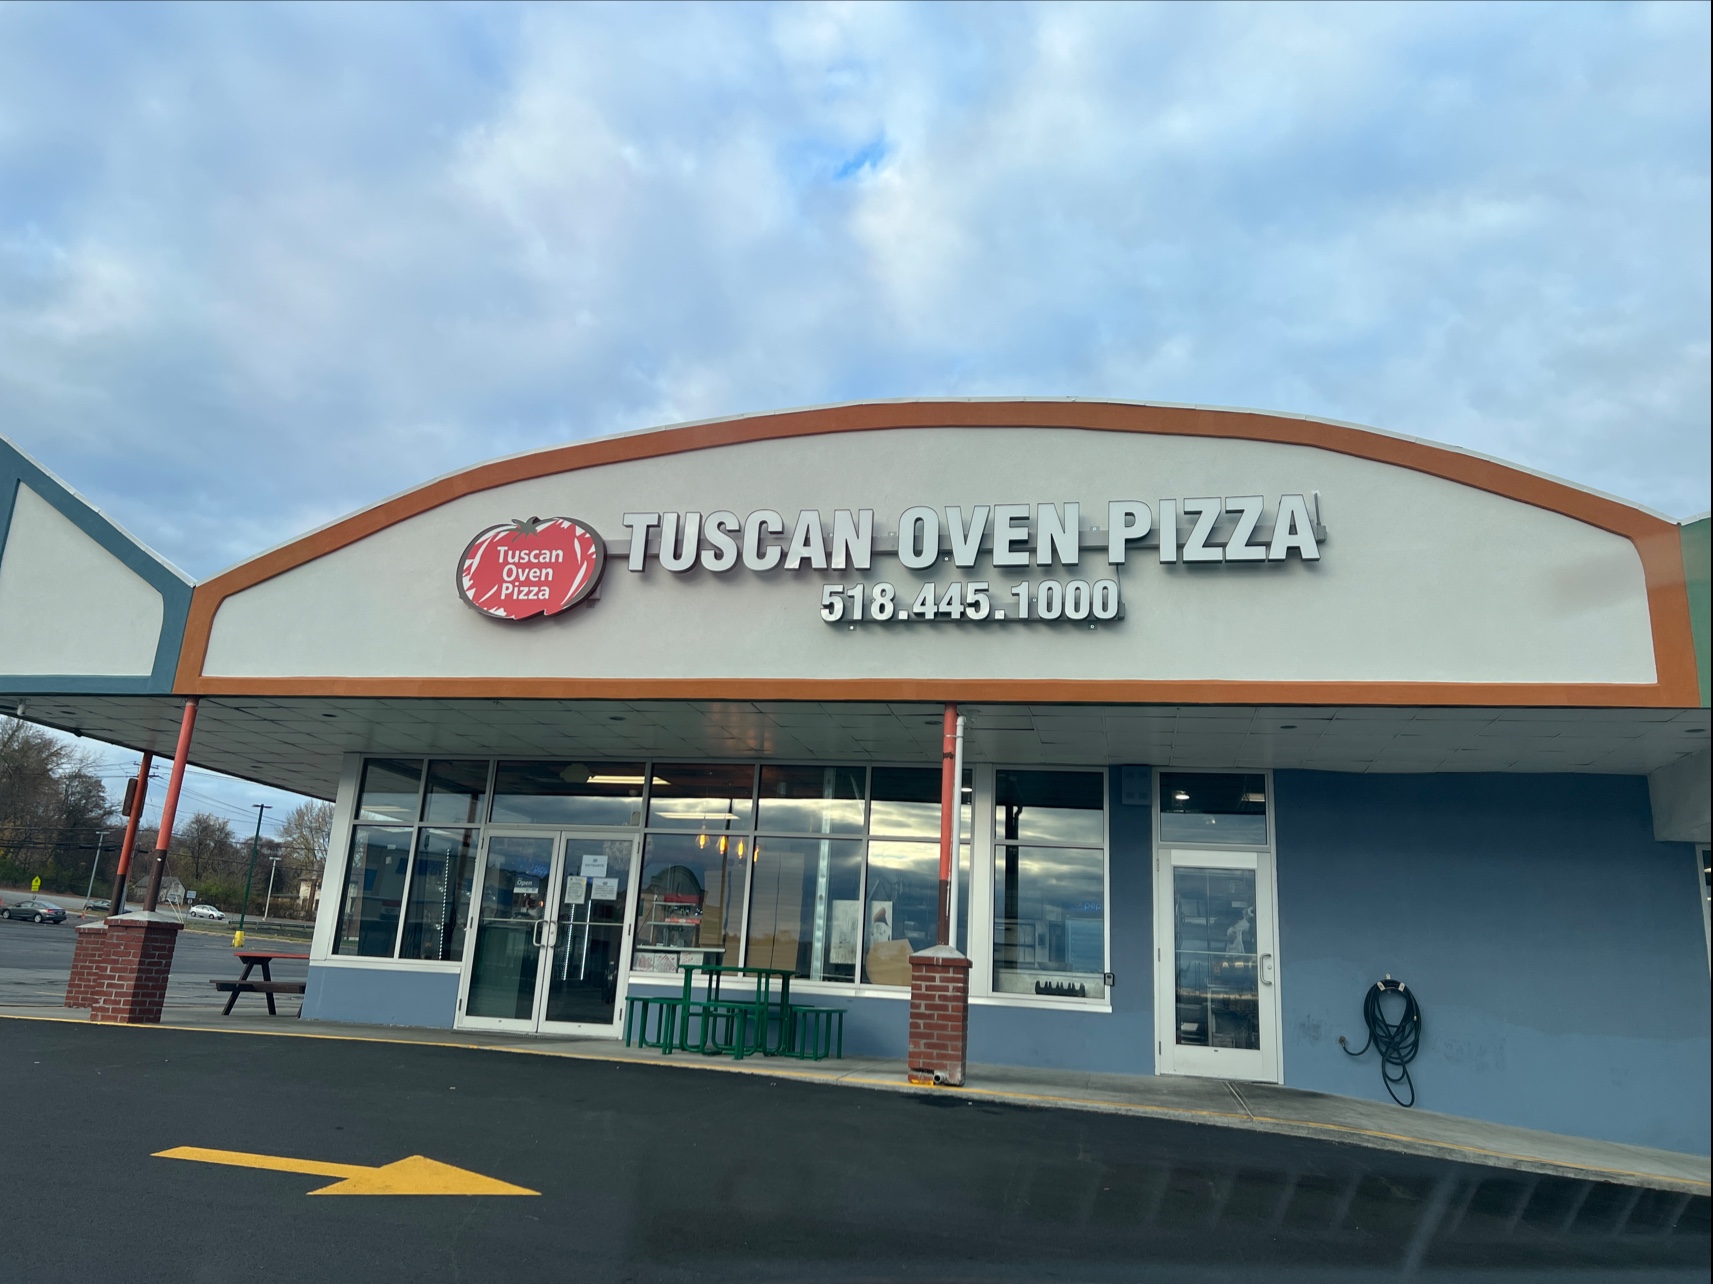 Tuscan
Oven
Pizza
TUSCAN OVEN PIZZA
518.445.1000
Open